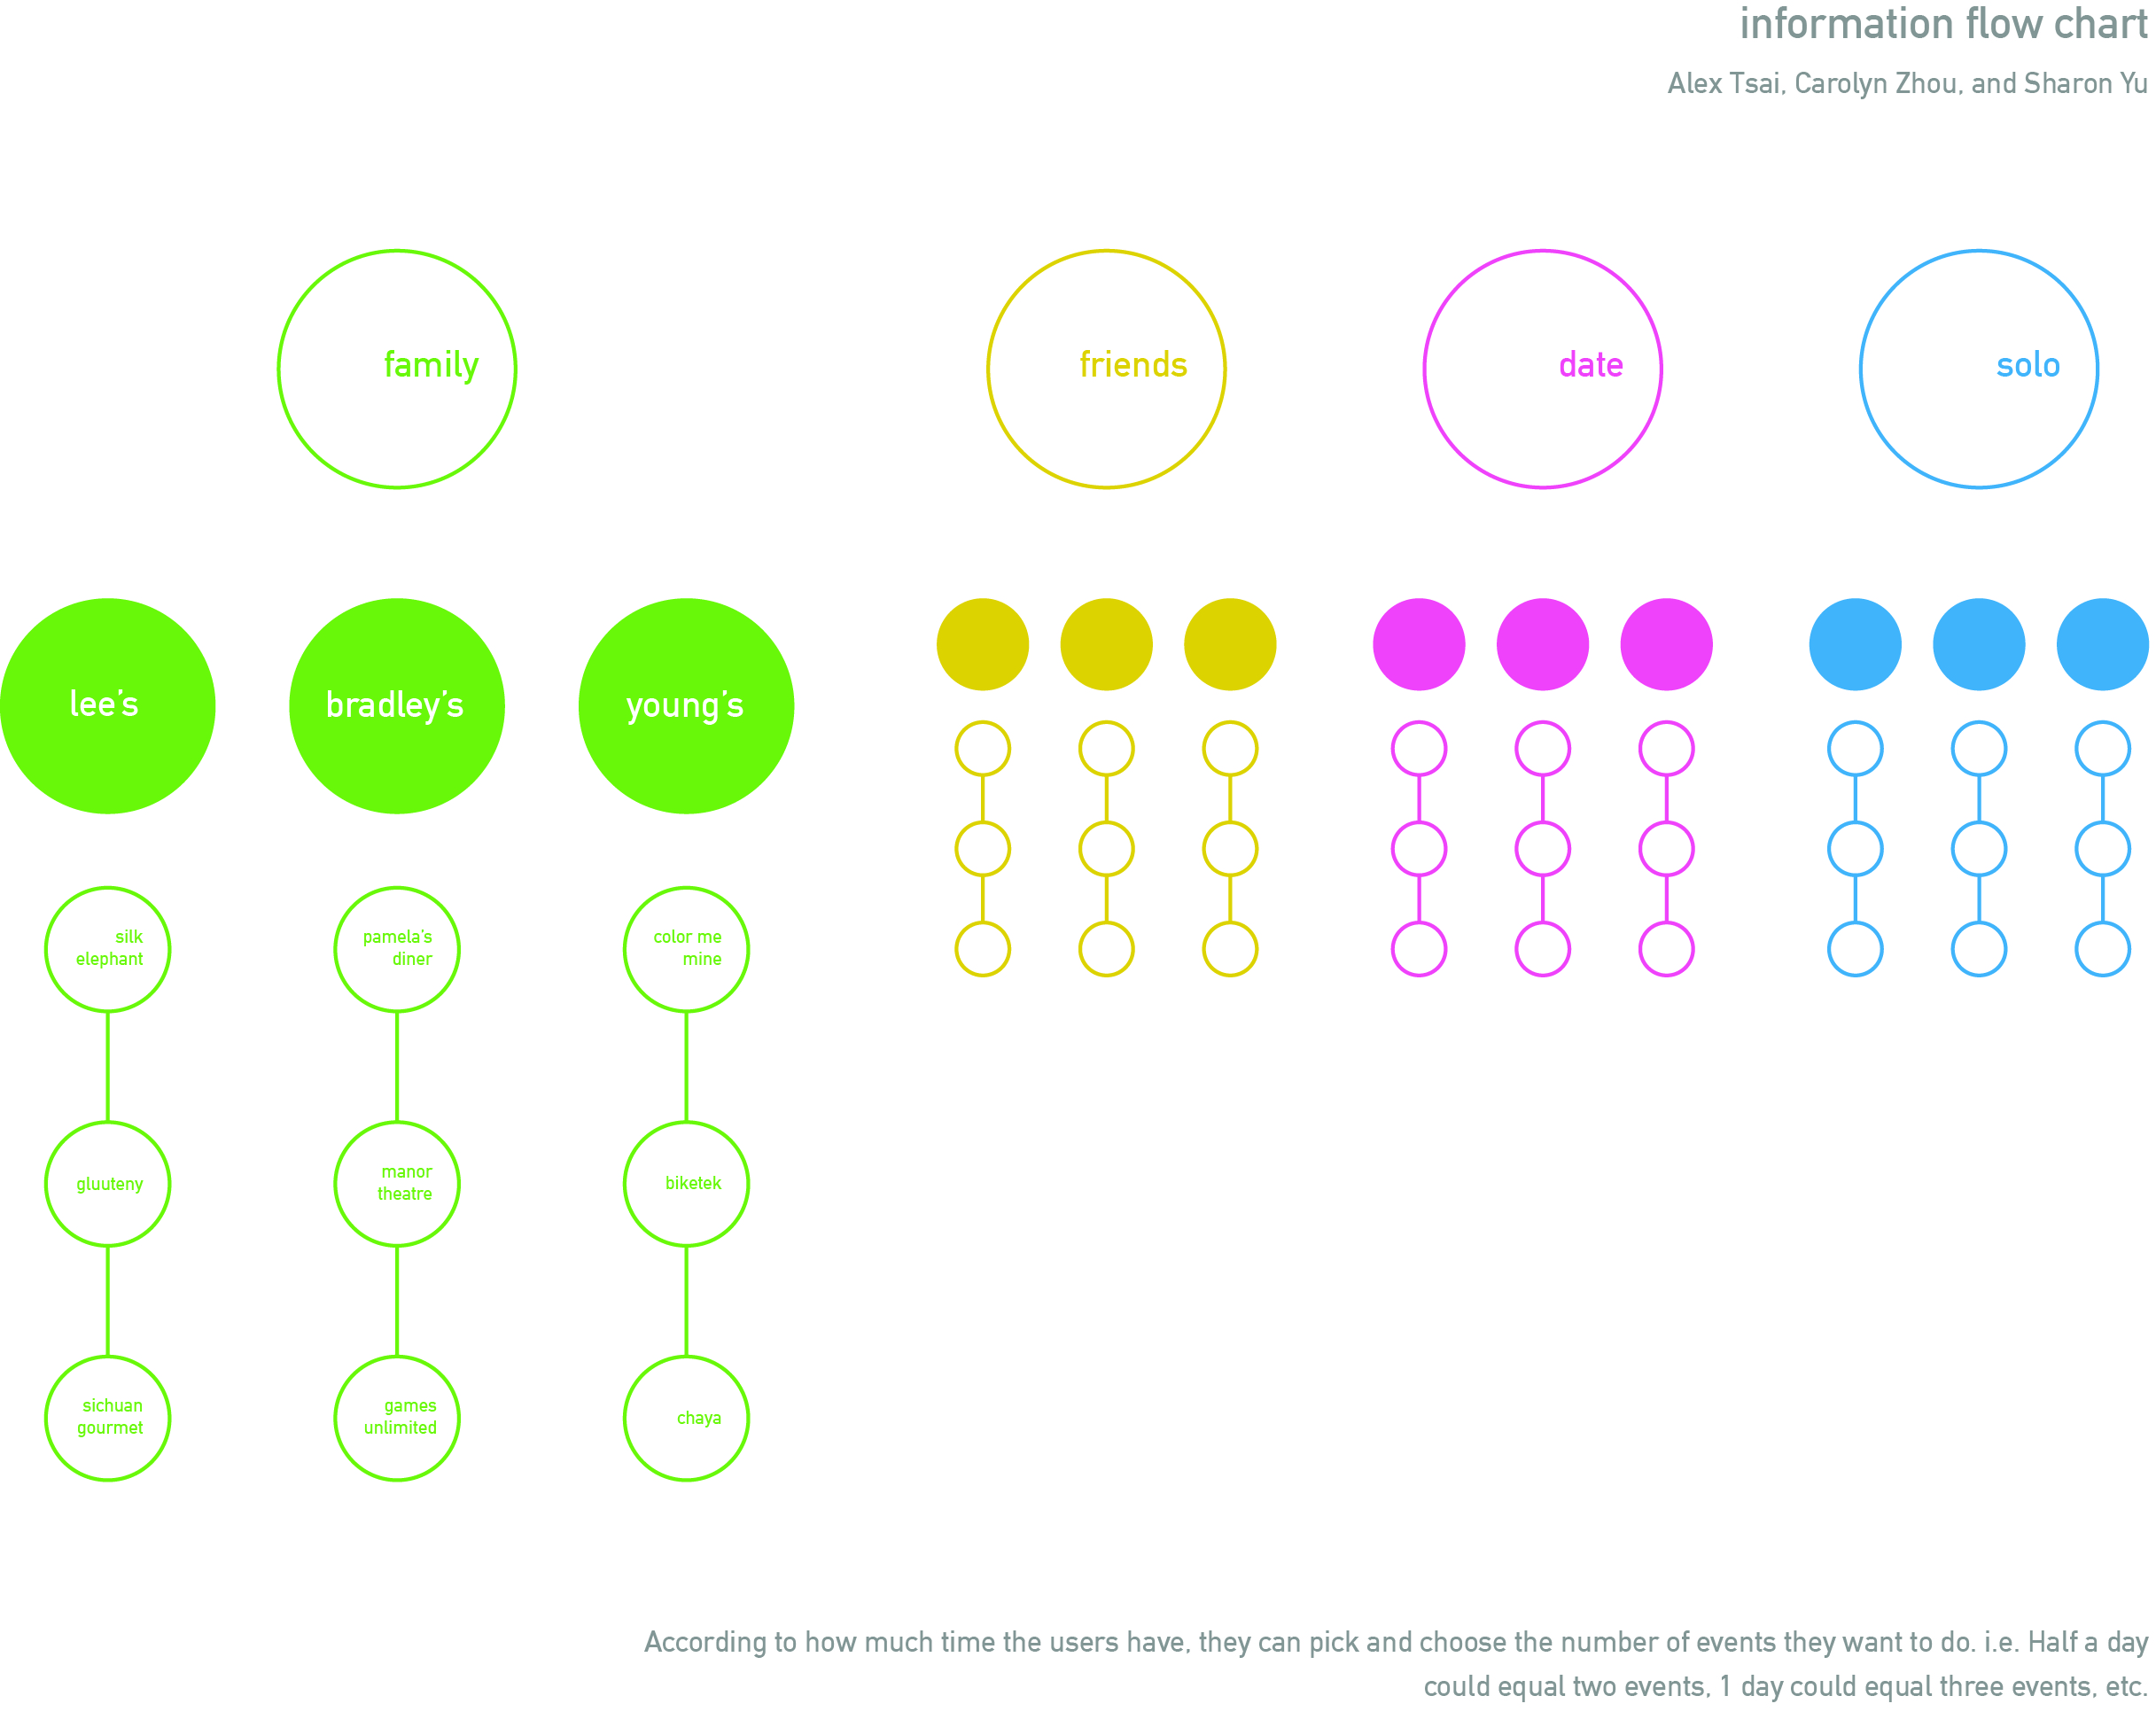 information flow chart
Alex Tsai, Carolyn Zhou, and Sharon Yu
family
friends
date
solo
lee's
bradley's
young's
silk
elephant
pamela's
diner
color me
mine
gluuteny
manor
theatre
biketek
sichuan
gourmet
games
unlimited
chaya
According to how much time the users have, they can pick and choose the number of events they want to do. i.e. Half a day
could equal two events, 1 day could equal three events, etc.